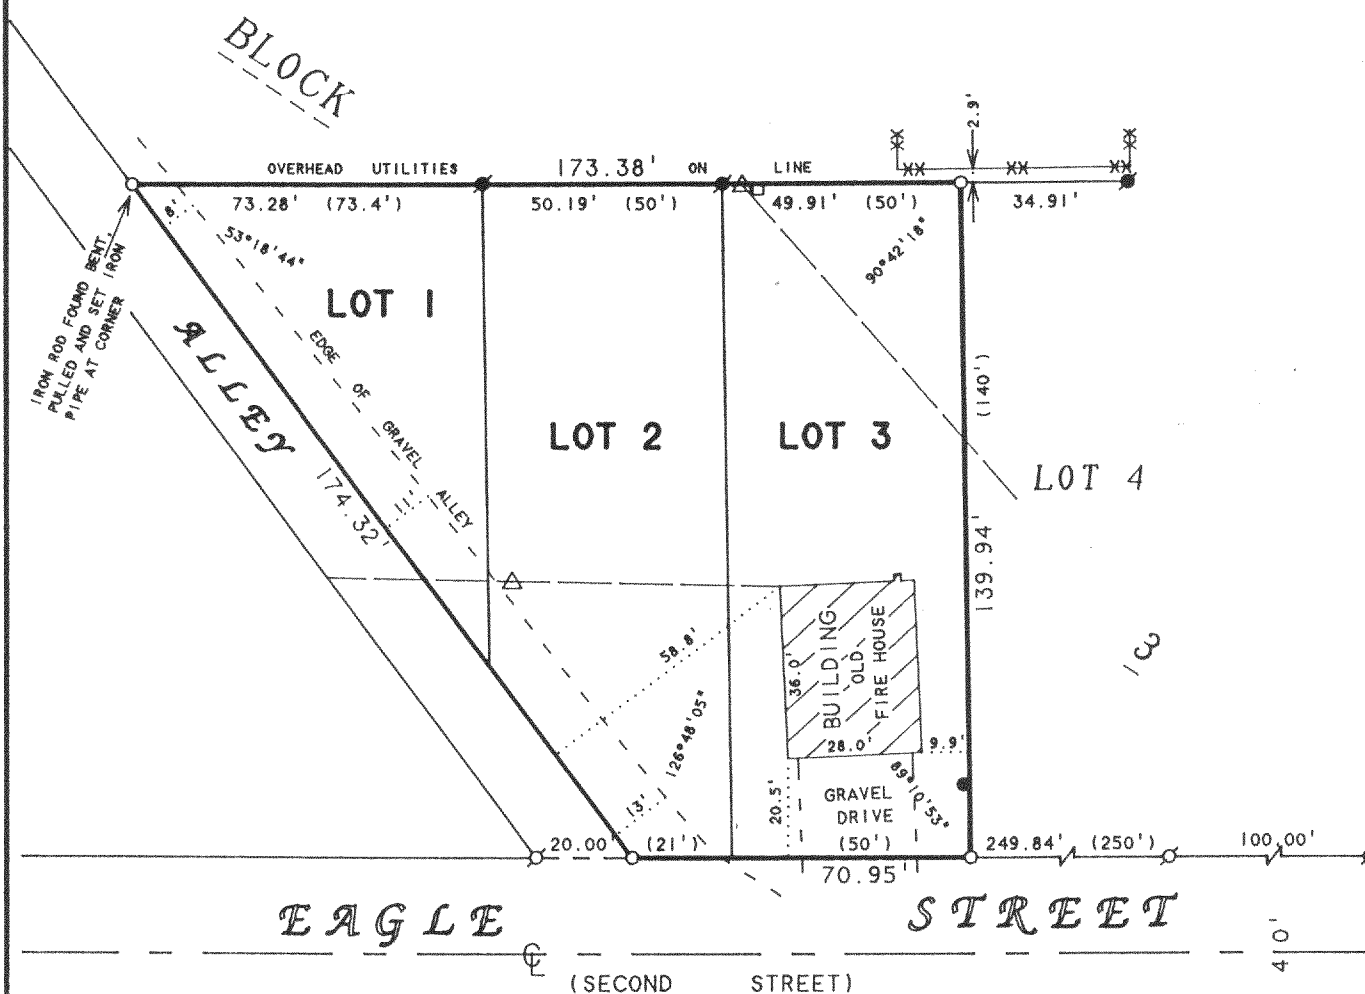 BLOCK
2.9'
OVERHEAD UTILITIES 173.38' ON LINE
73.28' (73.4') 50.19' (50') 49.91' (50') 34.91'
8'
53°18'44"
90°42'18"
IRON ROD FOUND BENT,
PULLED AND SET IRON
PIPE AT CORNER
LOT 1
ALLEY
EDGE OF GRAVEL ALLEY
(140')
LOT 2
LOT 3
LOT 4
174.32'
11'
139.94'
58.8'
36.0'
BUILDING
OLD
FIRE HOUSE
3
126°48'05"
28.0'
9.9'
89°10'53"
13'
20.5'
GRAVEL
DRIVE
20.00' (21') (50') 249.84' (250') 100.00'
70.95'
EAGLE STREET
40'
℄
(SECOND STREET)